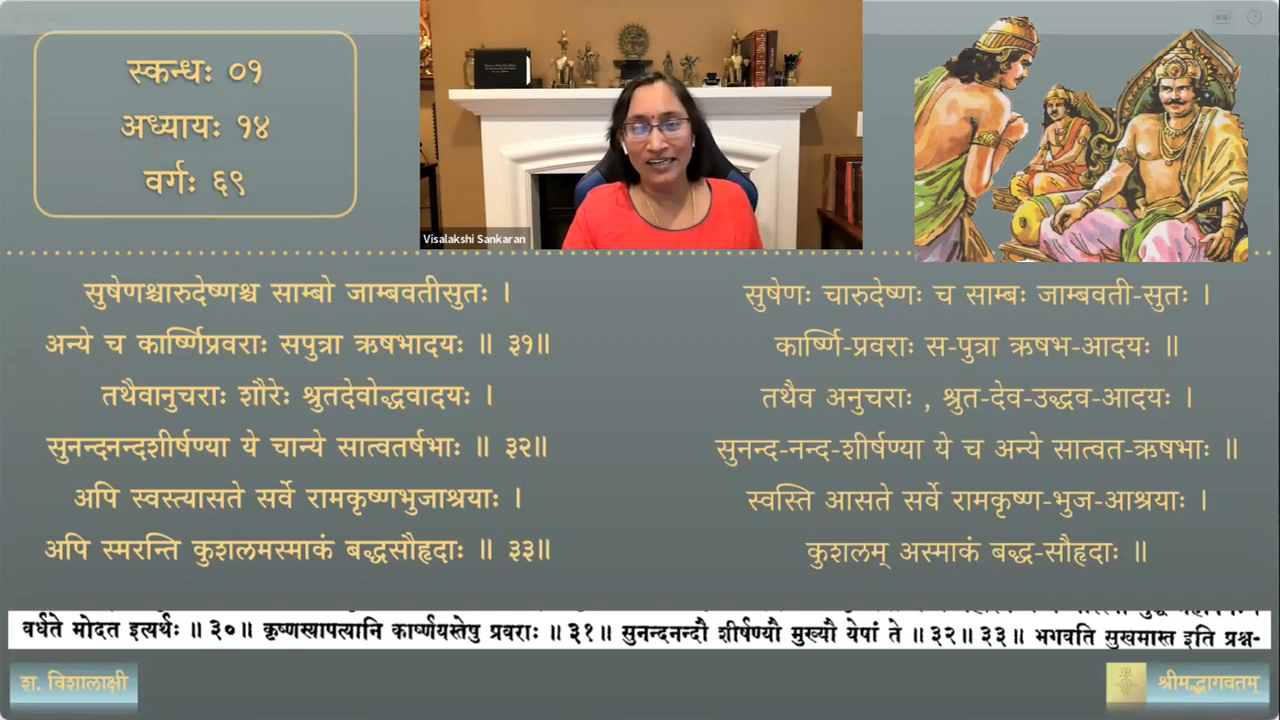 स्कन्धः ०१
अध्यायः १४
वर्गः ६९
Visalakshi Sankaran
सुषेणश्चारुदेष्णश्च साम्बो जाम्बवतीसुतः ।
अन्ये च कार्ष्णिप्रवराः सपुत्रा ऋषभादयः ॥ ३१॥
तथैवानुचराः शौरेः श्रुतदेवोद्धवादयः ।
सुनन्दनन्दशीर्षण्या ये चान्ये सात्वतर्षभाः ॥ ३२॥
अपि स्वस्त्यासते सर्वे रामकृष्णभुजाश्रयाः ।
अपि स्मरन्ति कुशलमस्माकं बद्धसौहृदाः ॥ ३३॥
सुषेणः चारुदेष्णः च साम्बः जाम्बवती-सुतः ।
कार्ष्णि-प्रवराः स-पुत्रा ऋषभ-आदयः ॥
तथैव अनुचराः , श्रुत-देव-उद्धव-आदयः ।
सुनन्द-नन्द-शीर्षण्या ये च अन्ये सात्वत-ऋषभाः ॥
स्वस्ति आसते सर्वे रामकृष्ण-भुज-आश्रयाः ।
कुशलम् अस्माकं बद्ध-सौहृदाः ॥
वर्धते मोदत इत्यर्थः ॥ ३० ॥ कृष्णस्यापत्यानि कार्ष्णयस्तेषु प्रवराः ॥ ३१ ॥ सुनन्दनन्दौ शीर्षण्यौ मुख्यौ येषां ते ॥ ३२ ॥ ३३ ॥ भगवति सुखमास्त इति प्रश्न-
श. विशालाक्षी
श्रीमद्भागवतम्